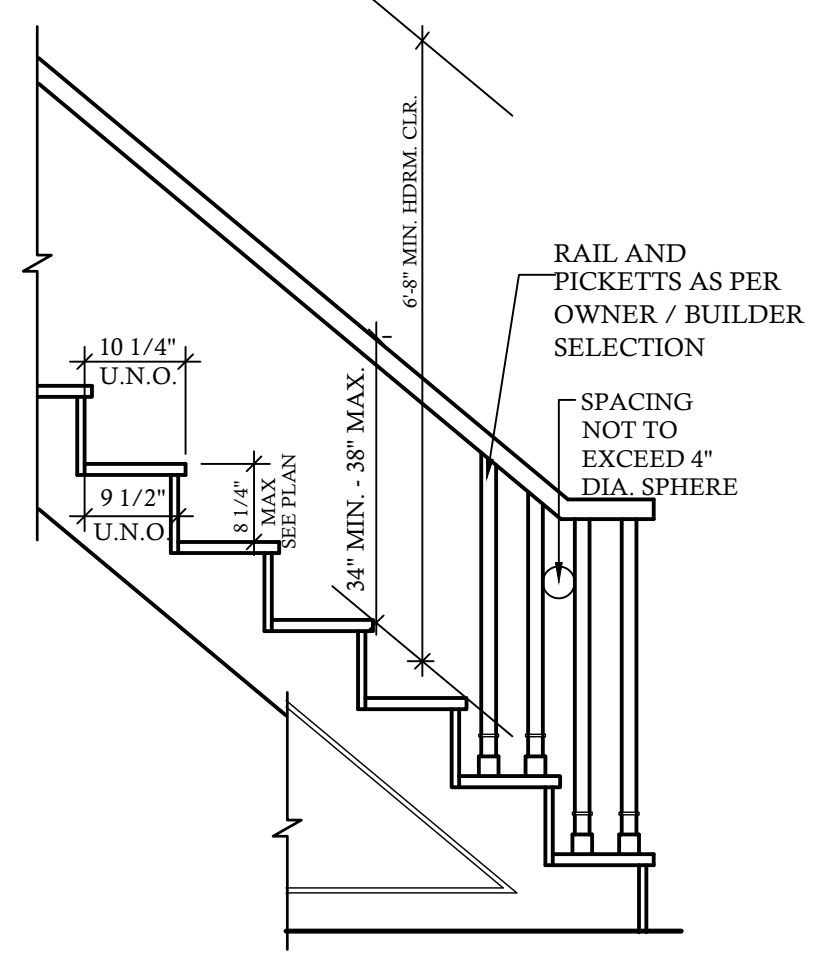 6'-8" MIN. HDRM. CLR.
RAIL AND
PICKETTS AS PER
OWNER / BUILDER
SELECTION
10 1/4"
U.N.O.
34" MIN. - 38" MAX.
SPACING
NOT TO
EXCEED 4"
DIA. SPHERE
9 1/2"
U.N.O.
8 1/4"
MAX
SEE PLAN